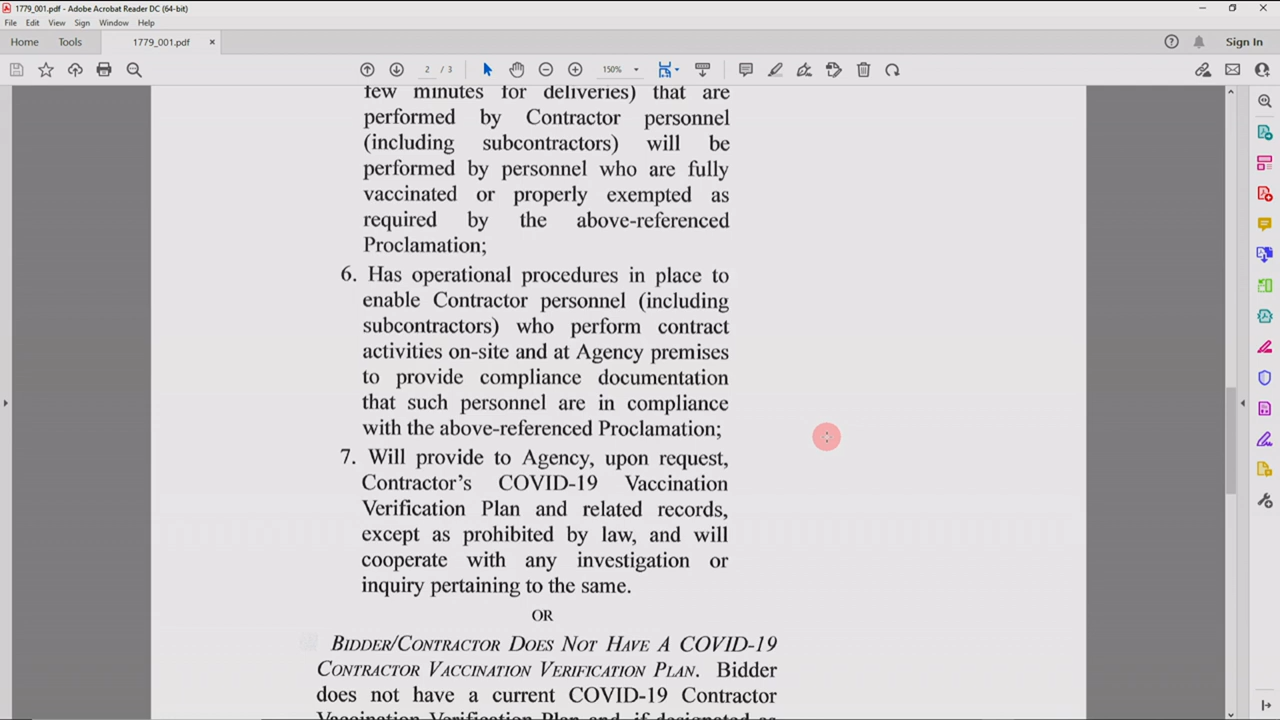 1779_001.pdf - Adobe Acrobat Reader DC (64-bit)
File Edit View Sign Window Help
Home Tools 1779_001.pdf × Sign In
2 / 3 150%
few minutes for deliveries) that are
performed by Contractor personnel
(including subcontractors) will be
performed by personnel who are fully
vaccinated or properly exempted as
required by the above-referenced
Proclamation;
6. Has operational procedures in place to
enable Contractor personnel (including
subcontractors) who perform contract
activities on-site and at Agency premises
to provide compliance documentation
that such personnel are in compliance
with the above-referenced Proclamation;
7. Will provide to Agency, upon request,
Contractor’s COVID-19 Vaccination
Verification Plan and related records,
except as prohibited by law, and will
cooperate with any investigation or
inquiry pertaining to the same.
OR
BIDDER/CONTRACTOR DOES NOT HAVE A COVID-19
CONTRACTOR VACCINATION VERIFICATION PLAN. Bidder
does not have a current COVID-19 Contractor
Vaccination Verification Plan and, if designated as